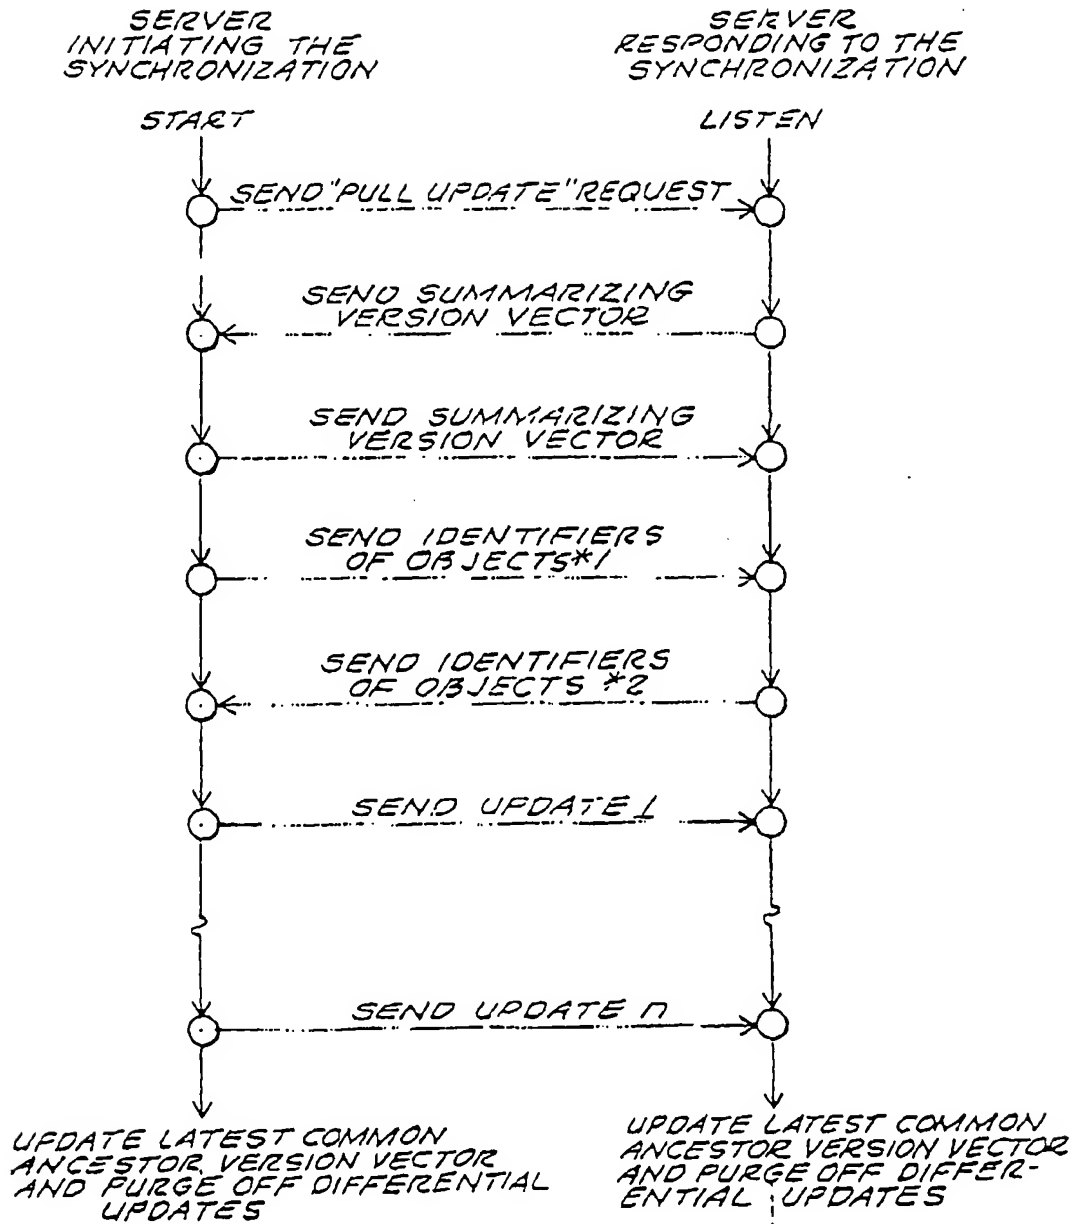 SERVER
INITIATING THE
SYNCHRONIZATION
SERVER
RESPONDING TO THE
SYNCHRONIZATION
START
LISTEN
SEND "PULL UPDATE" REQUEST
SEND SUMMARIZING
VERSION VECTOR
SEND SUMMARIZING
VERSION VECTOR
SEND IDENTIFIERS
OF OBJECTS*1
SEND IDENTIFIERS
OF OBJECTS *2
SEND UPDATE 1
SEND UPDATE n
UPDATE LATEST COMMON
ANCESTOR VERSION VECTOR
AND PURGE OFF DIFFERENTIAL
UPDATES
UPDATE LATEST COMMON
ANCESTOR VERSION VECTOR
AND PURGE OFF DIFFER-
ENTIAL UPDATES